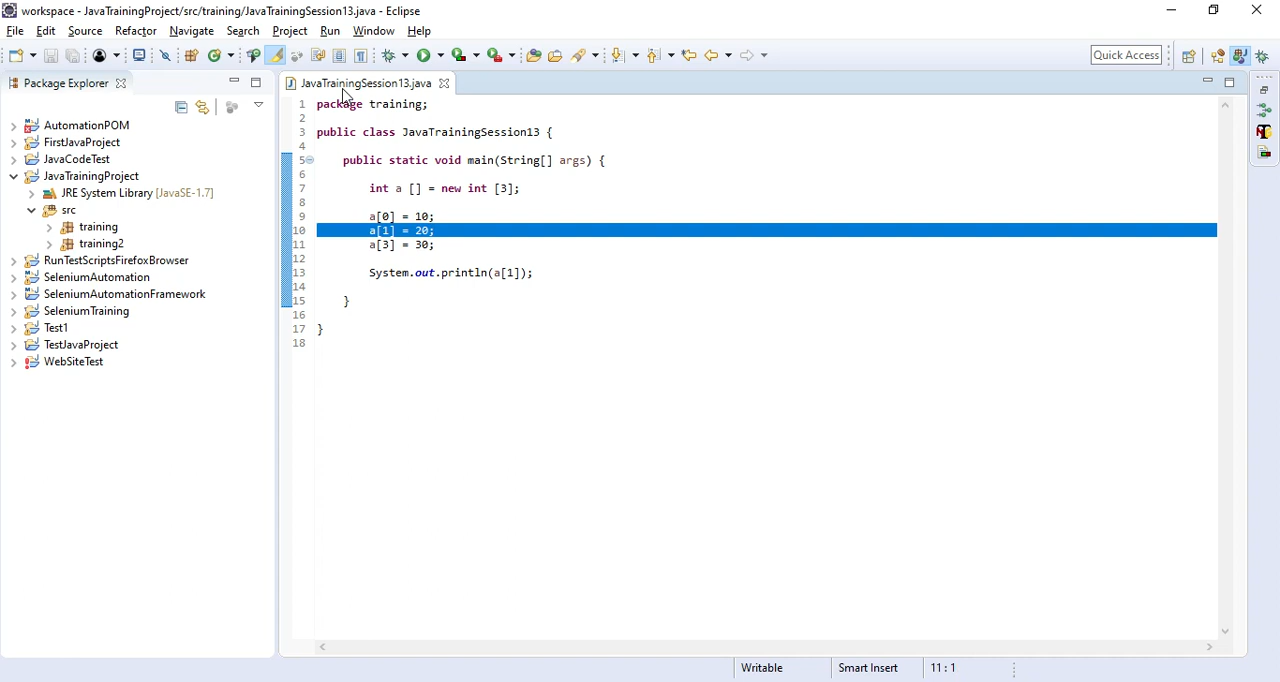 workspace - JavaTrainingProject/src/training/JavaTrainingSession13.java - Eclipse
File Edit Source Refactor Navigate Search Project Run Window Help
Quick Access
Package Explorer
JavaTrainingSession13.java
AutomationPOM
FirstJavaProject
JavaCodeTest
JavaTrainingProject
JRE System Library [JavaSE-1.7]
src
training
training2
RunTestScriptsFirefoxBrowser
SeleniumAutomation
SeleniumAutomationFramework
SeleniumTraining
Test1
TestJavaProject
WebSiteTest
1 package training;
2
3 public class JavaTrainingSession13 {
4
5 public static void main(String[] args) {
6
7 int a [] = new int [3];
8
9 a[0] = 10;
10 a[1] = 20;
11 a[3] = 30;
12
13 System.out.println(a[1]);
14
15 }
16
17 }
18
Writable Smart Insert 11 : 1